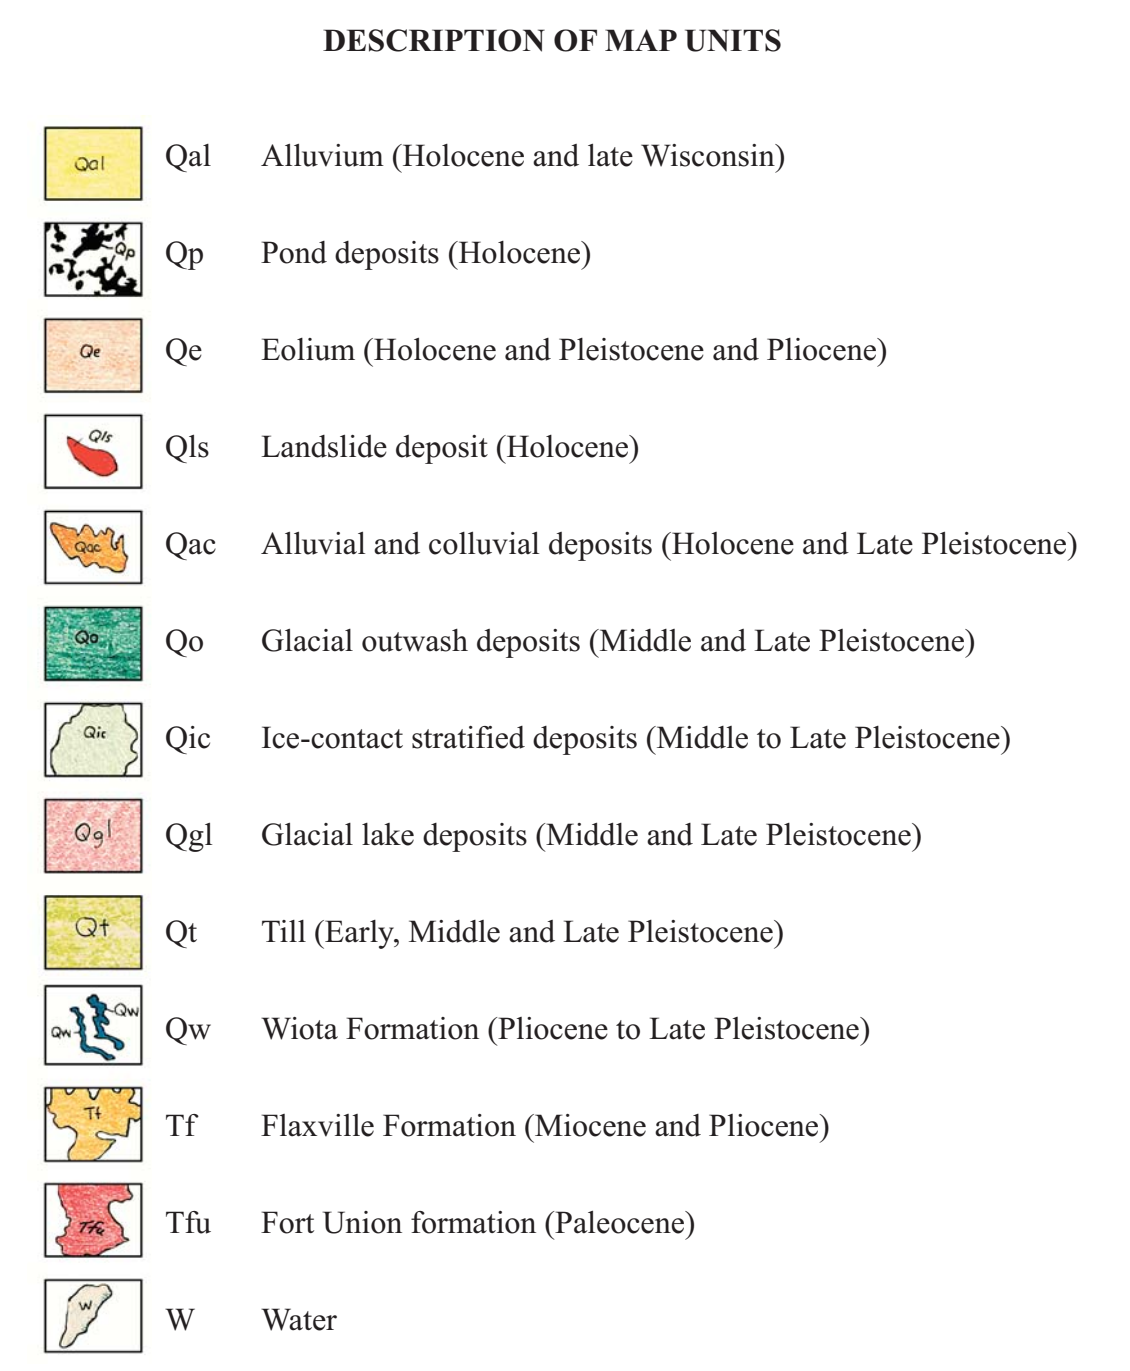 DESCRIPTION OF MAP UNITS
Qal Qal Alluvium (Holocene and late Wisconsin)
Qp Qp Pond deposits (Holocene)
Qe Qe Eolium (Holocene and Pleistocene and Pliocene)
Qls Qls Landslide deposit (Holocene)
Qac Qac Alluvial and colluvial deposits (Holocene and Late Pleistocene)
Qo Qo Glacial outwash deposits (Middle and Late Pleistocene)
Qic Qic Ice-contact stratified deposits (Middle to Late Pleistocene)
Qgl Qgl Glacial lake deposits (Middle and Late Pleistocene)
Qt Qt Till (Early, Middle and Late Pleistocene)
Qw Qw Qw Wiota Formation (Pliocene to Late Pleistocene)
Tf Tf Flaxville Formation (Miocene and Pliocene)
Tfu Tfu Fort Union formation (Paleocene)
W W Water